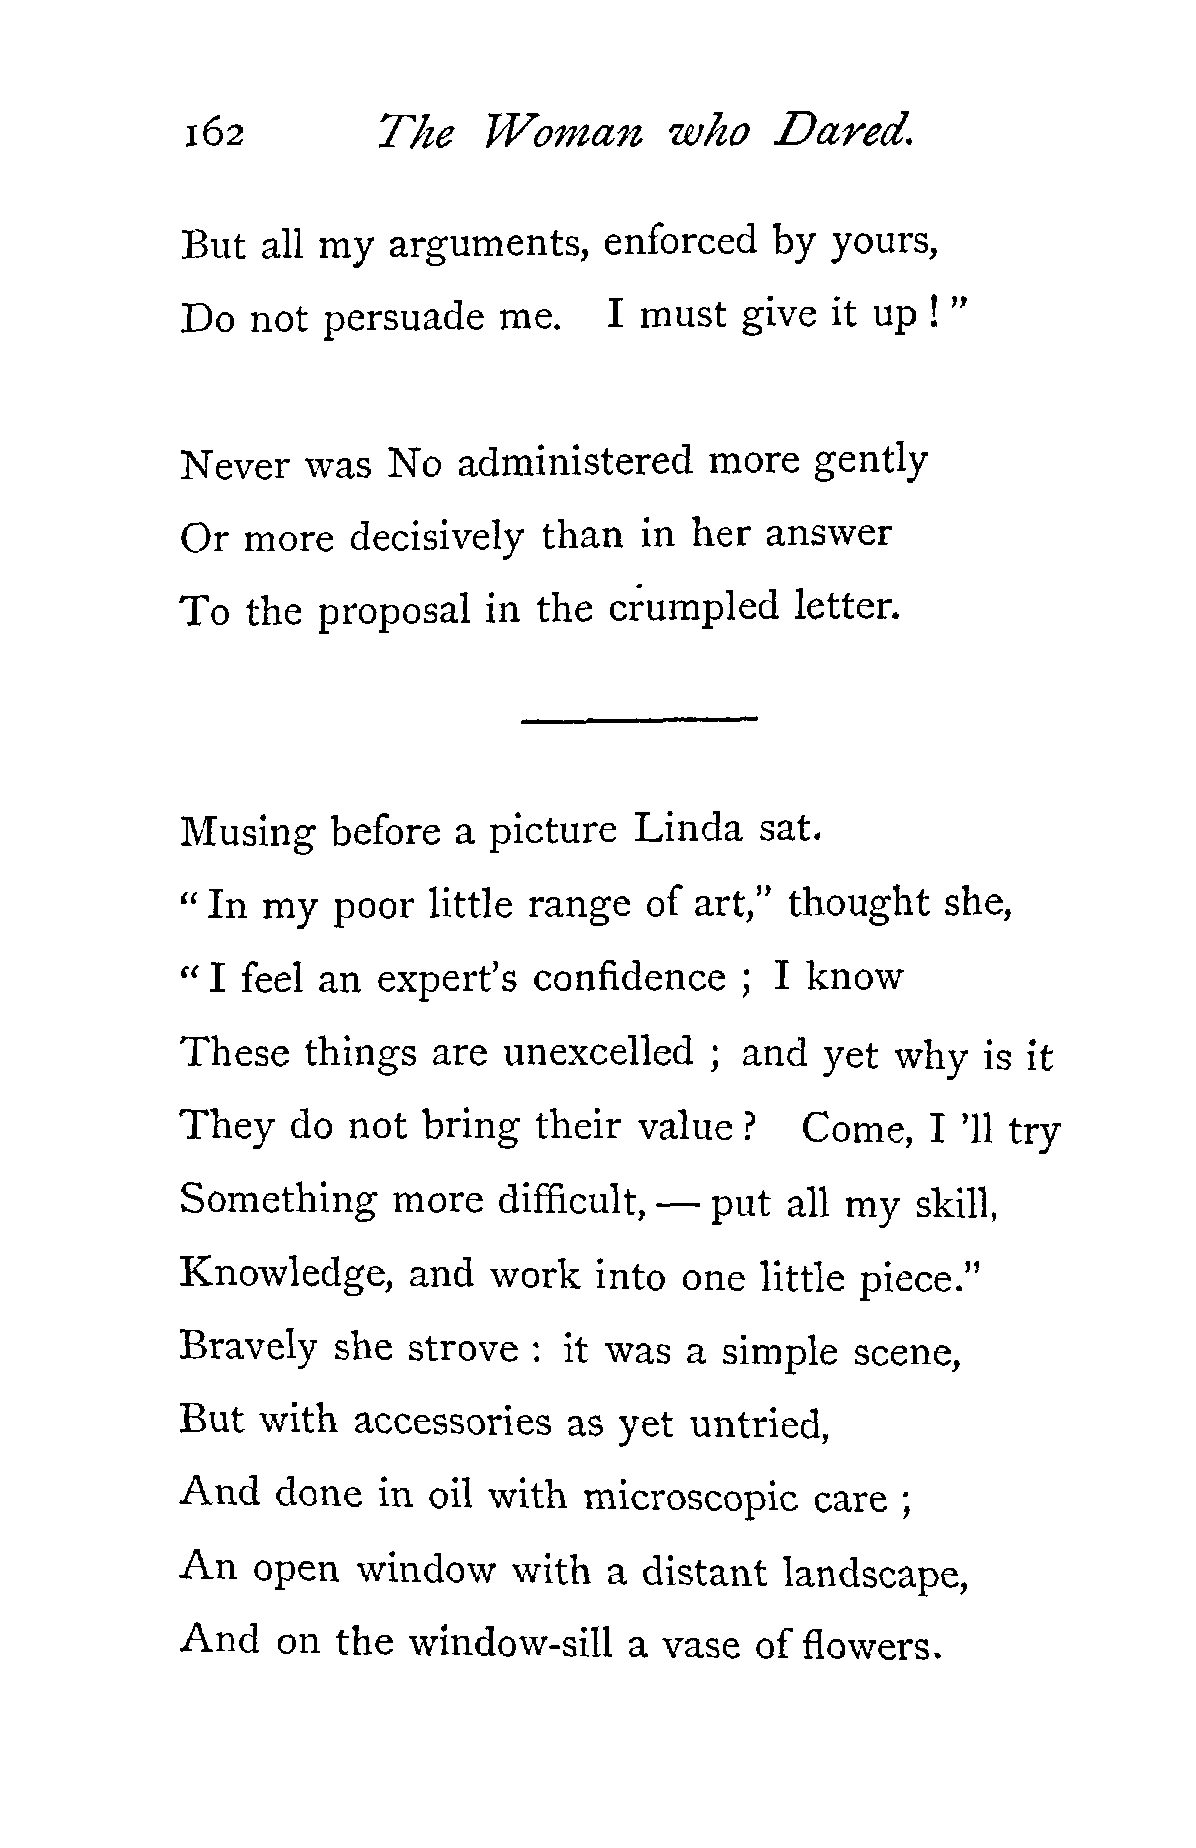 162 The Woman who Dared.
But all my arguments, enforced by yours,
Do not persuade me. I must give it up ! ”
Never was No administered more gently
Or more decisively than in her answer
To the proposal in the crumpled letter.
Musing before a picture Linda sat.
“ In my poor little range of art,” thought she,
“ I feel an expert’s confidence ; I know
These things are unexcelled ; and yet why is it
They do not bring their value ? Come, I ’ll try
Something more difficult, — put all my skill,
Knowledge, and work into one little piece.”
Bravely she strove : it was a simple scene,
But with accessories as yet untried,
And done in oil with microscopic care ;
An open window with a distant landscape,
And on the window-sill a vase of flowers.